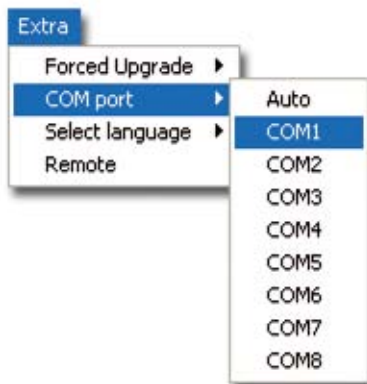 Extra
Forced Upgrade
COM port
Select language
Remote
Auto
COM1
COM2
COM3
COM4
COM5
COM6
COM7
COM8